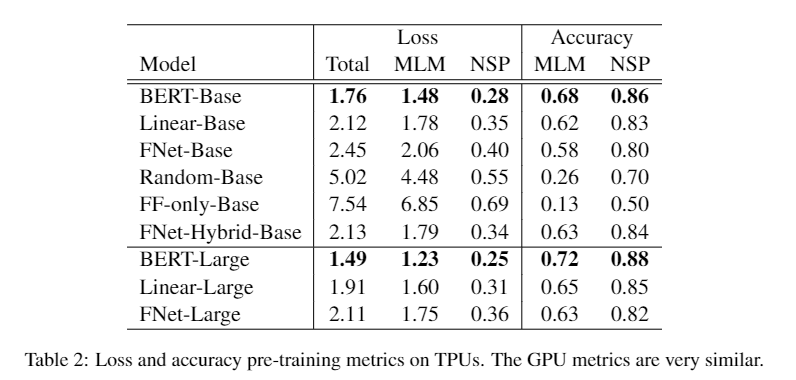 Loss Accuracy
Model Total MLM NSP MLM NSP
BERT-Base 1.76 1.48 0.28 0.68 0.86
Linear-Base 2.12 1.78 0.35 0.62 0.83
FNet-Base 2.45 2.06 0.40 0.58 0.80
Random-Base 5.02 4.48 0.55 0.26 0.70
FF-only-Base 7.54 6.85 0.69 0.13 0.50
FNet-Hybrid-Base 2.13 1.79 0.34 0.63 0.84
BERT-Large 1.49 1.23 0.25 0.72 0.88
Linear-Large 1.91 1.60 0.31 0.65 0.85
FNet-Large 2.11 1.75 0.36 0.63 0.82
Table 2: Loss and accuracy pre-training metrics on TPUs. The GPU metrics are very similar.